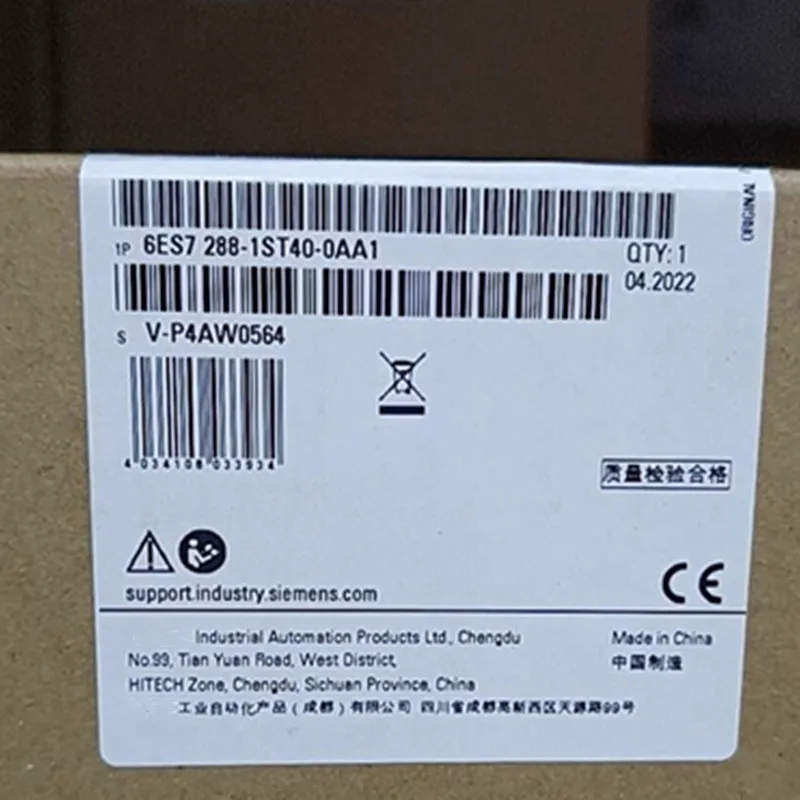 1P 6ES7 288-1ST40-0AA1
QTY: 1
04.2022
S V-P4AW0564
4 034108 033934
质量检验合格
support.industry.siemens.com
CE
Industrial Automation Products Ltd., Chengdu
Made in China
No.99, Tian Yuan Road, West District,
中国制造
HITECH Zone, Chengdu, Sichuan Province, China
工业自动化产品（成都）有限公司 四川省成都高新西区天源路99号
ORIGINAL